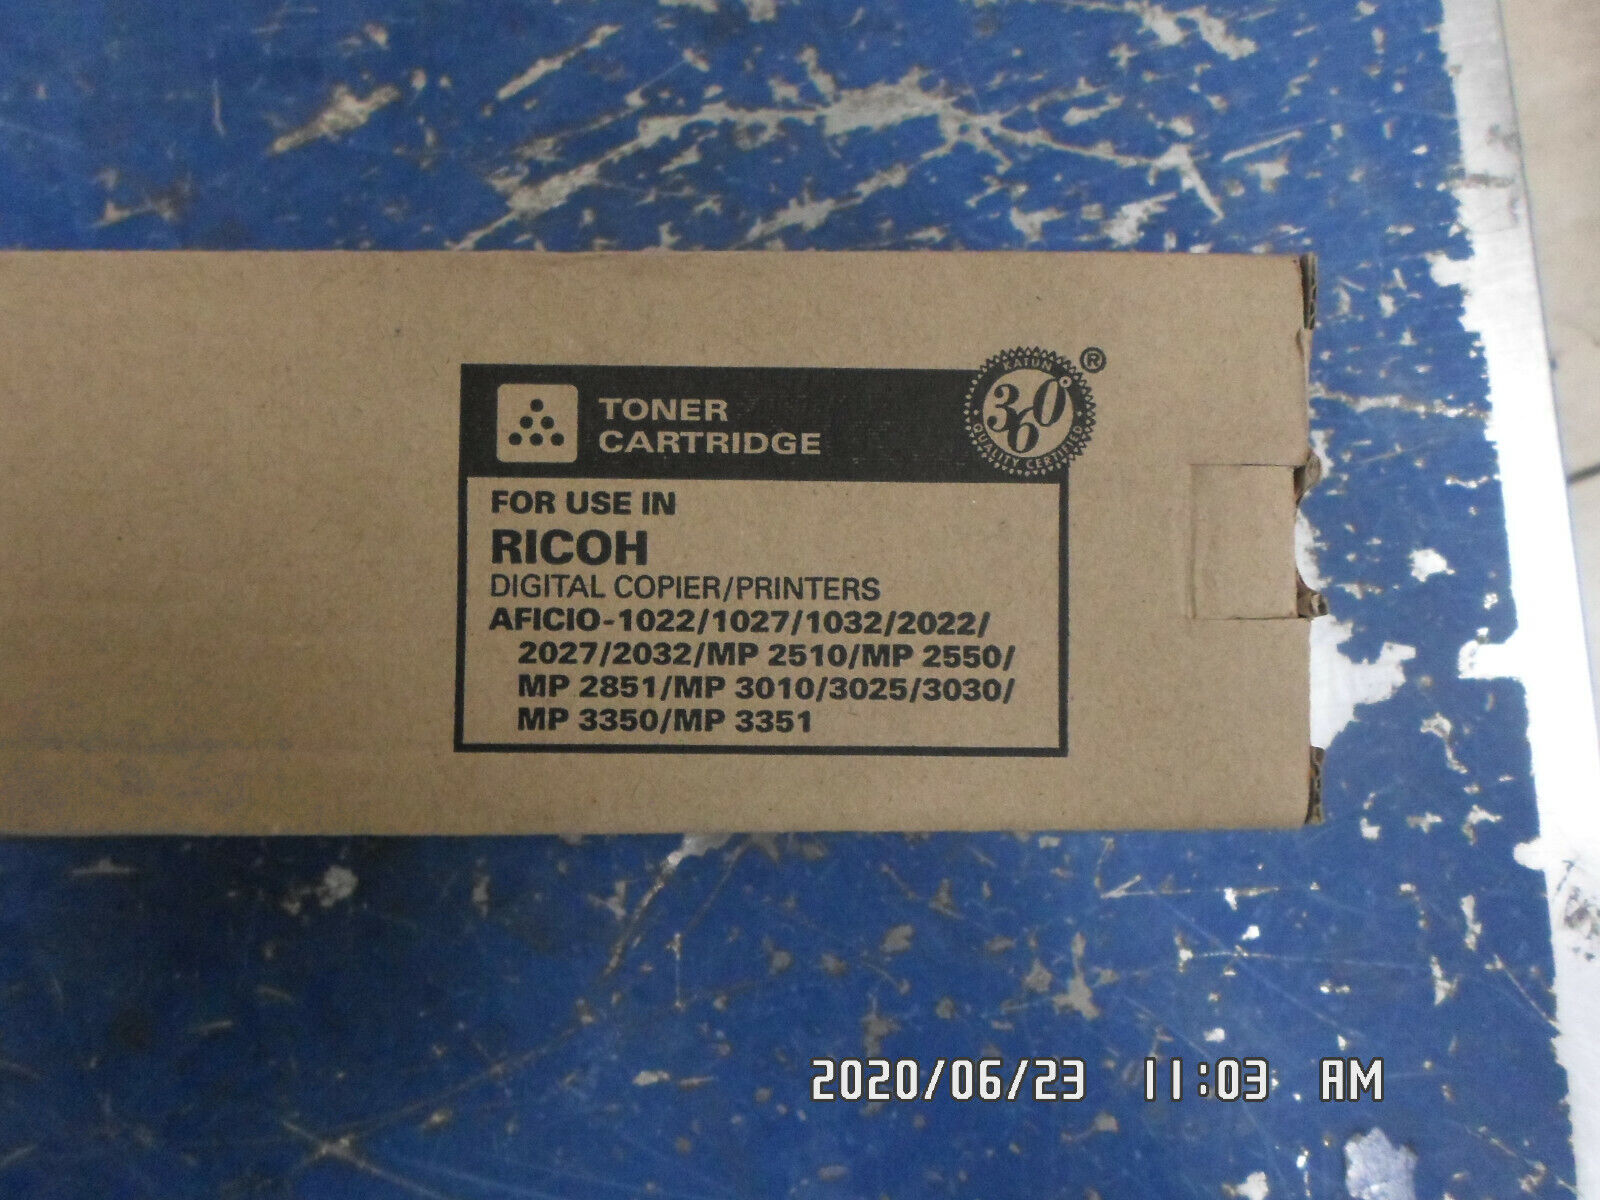 KATUN
360°
QUALITY CERTIFIED
®
TONER
CARTRIDGE
FOR USE IN
RICOH
DIGITAL COPIER/PRINTERS
AFICIO-1022/1027/1032/2022/
2027/2032/MP 2510/MP 2550/
MP 2851/MP 3010/3025/3030/
MP 3350/MP 3351
2020/06/23 11:03 AM